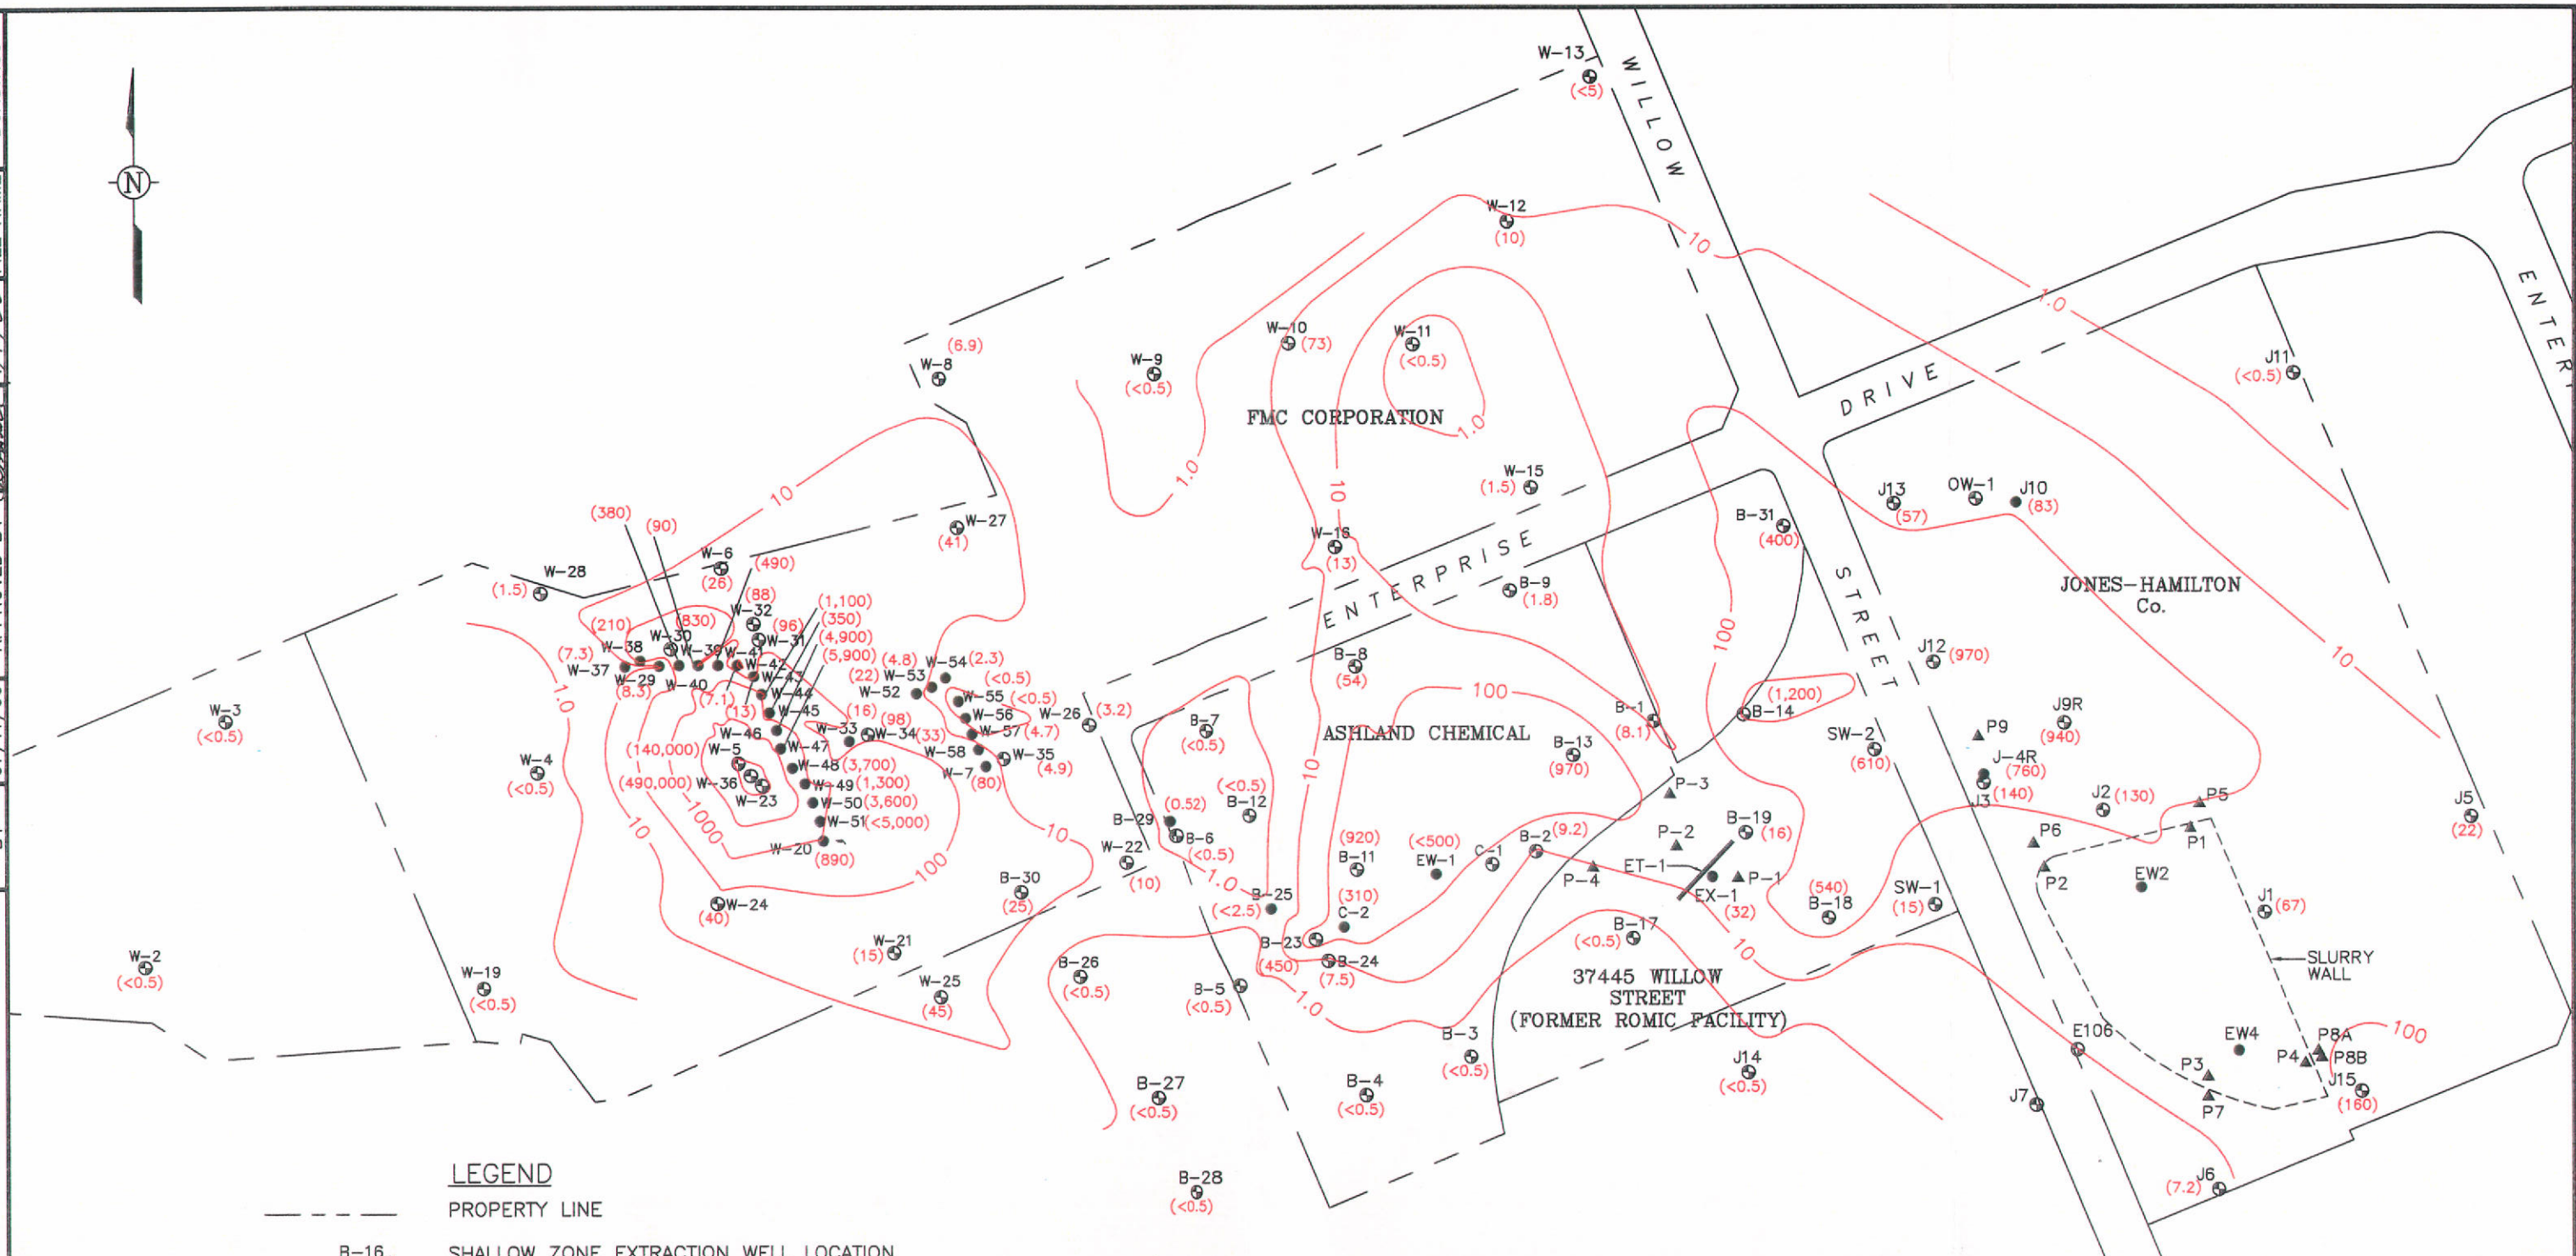 W-13
(<5)
WILLOW
N
W-12
(10)
10
1.0
ENTER
W-10
(73)
W-11
(<0.5)
W-8
(6.9)
W-9
(<0.5)
J11
(<0.5)
DRIVE
FMC CORPORATION
1.0
1.0
10
10
W-15
(1.5)
J13
(57)
OW-1
J10
(83)
(380)
(90)
W-27
(41)
W-16
(13)
B-31
(400)
W-6
(26)
(490)
W-28
(1.5)
ENTERPRISE
B-9
(1.8)
STREET
JONES-HAMILTON
Co.
(88)
W-32
(1,100)
(350)
(4,900)
(5,900)
(210)
(830)
(96)
W-30
W-31
W-38
W-39
W-41
(7.3)
W-37
W-29
(8.3)
W-40
W-42
W-43
W-44
(7.1)
(13)
W-45
W-46
W-47
(4.8)
W-54
(2.3)
(22)
W-53
W-52
(<0.5)
W-55
(<0.5)
W-56
W-57
(4.7)
(16)
W-33
(98)
W-34
(33)
W-58
W-35
(4.9)
W-7
(80)
W-26
(3.2)
B-8
(54)
100
100
J12
(970)
10
(1,200)
B-14
W-3
(<0.5)
1.0
B-7
(<0.5)
ASHLAND CHEMICAL
B-1
(8.1)
SW-2
(610)
P9
J9R
(940)
(140,000)
W-5
W-4
(<0.5)
(490,000)
W-36
W-23
W-48
(3,700)
W-49
(1,300)
W-50
(3,600)
W-51
(<5,000)
W-20
(890)
B-13
(970)
10
J-4R
(760)
J3
(140)
J2
(130)
P5
J5
(22)
P-3
(0.52)
B-29
B-6
(<0.5)
(<0.5)
B-12
10
1000
10
100
W-22
(10)
B-2
(9.2)
P-2
B-19
(16)
P6
P1
(920)
B-11
(<500)
EW-1
C-1
P-4
ET-1
P-1
EX-1
(32)
P2
EW2
1.0
B-30
(25)
B-25
(<2.5)
(310)
C-2
(540)
B-18
SW-1
(15)
J1
(67)
W-24
(40)
B-17
(<0.5)
10
W-21
(15)
B-23
(450)
B-24
(7.5)
SLURRY
WALL
W-2
(<0.5)
W-19
(<0.5)
W-25
(45)
B-26
(<0.5)
B-5
(<0.5)
1.0
37445 WILLOW
STREET
(FORMER ROMIC FACILITY)
B-3
(<0.5)
J14
(<0.5)
E106
EW4
P8A
P8B
P4
100
P3
P7
J15
(160)
J7
B-27
(<0.5)
B-4
(<0.5)
J6
(7.2)
B-28
(<0.5)
LEGEND
PROPERTY LINE
B-16 SHALLOW ZONE EXTRACTION WELL LOCATION